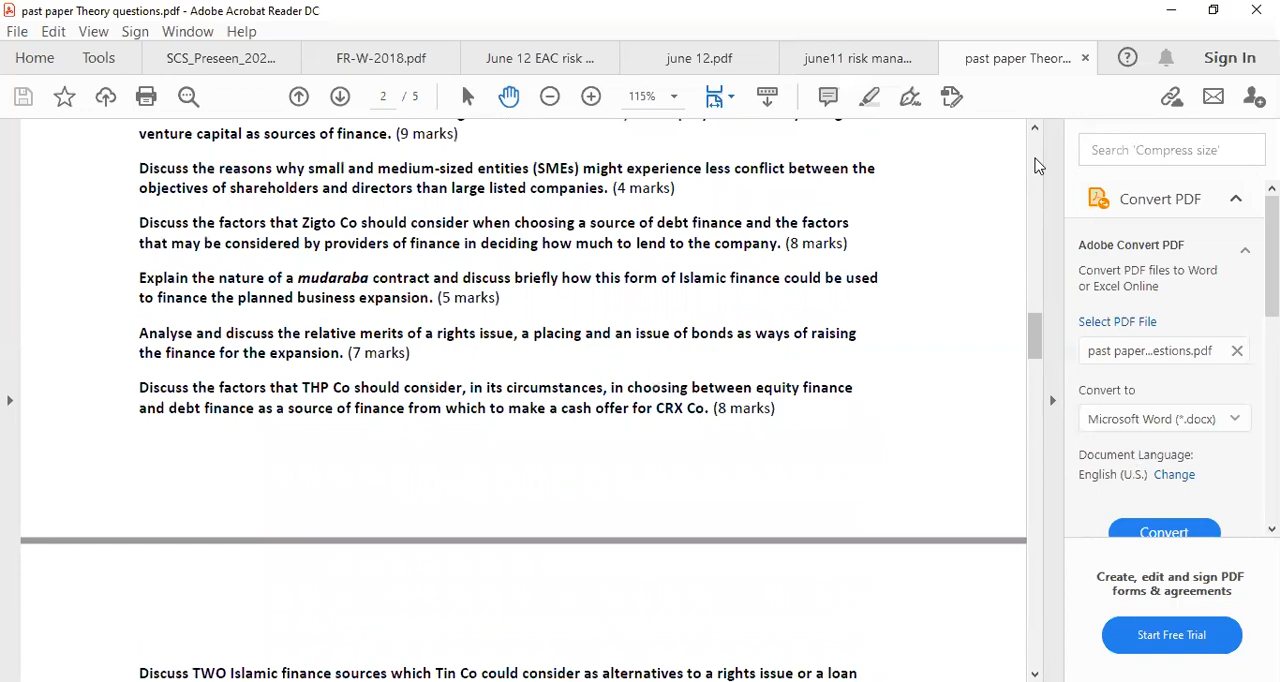 past paper Theory questions.pdf - Adobe Acrobat Reader DC
File Edit View Sign Window Help
Home Tools SCS_Preseen_202... FR-W-2018.pdf June 12 EAC risk ... june 12.pdf june11 risk mana... past paper Theor... × ? Sign In
2 / 5 115%
venture capital as sources of finance. (9 marks)
Discuss the reasons why small and medium-sized entities (SMEs) might experience less conflict between the
objectives of shareholders and directors than large listed companies. (4 marks)
Discuss the factors that Zigto Co should consider when choosing a source of debt finance and the factors
that may be considered by providers of finance in deciding how much to lend to the company. (8 marks)
Explain the nature of a mudaraba contract and discuss briefly how this form of Islamic finance could be used
to finance the planned business expansion. (5 marks)
Analyse and discuss the relative merits of a rights issue, a placing and an issue of bonds as ways of raising
the finance for the expansion. (7 marks)
Discuss the factors that THP Co should consider, in its circumstances, in choosing between equity finance
and debt finance as a source of finance from which to make a cash offer for CRX Co. (8 marks)
Discuss TWO Islamic finance sources which Tin Co could consider as alternatives to a rights issue or a loan
Search 'Compress size'
Convert PDF
Adobe Convert PDF
Convert PDF files to Word
or Excel Online
Select PDF File
past paper...estions.pdf
Convert to
Microsoft Word (*.docx)
Document Language:
English (U.S.) Change
Convert
Create, edit and sign PDF
forms & agreements
Start Free Trial